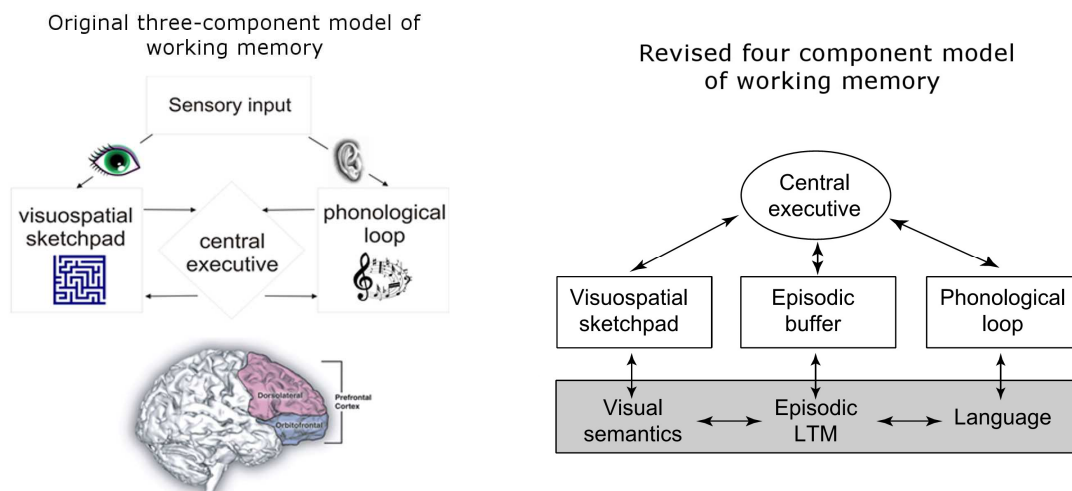 Original three-component model of
working memory
Sensory input
visuospatial
sketchpad
central
executive
phonological
loop
Dorsolateral
Orbitofrontal
Prefrontal
Cortex
Revised four component model
of working memory
Central
executive
Visuospatial
sketchpad
Episodic
buffer
Phonological
loop
Visual
semantics
Episodic
LTM
Language